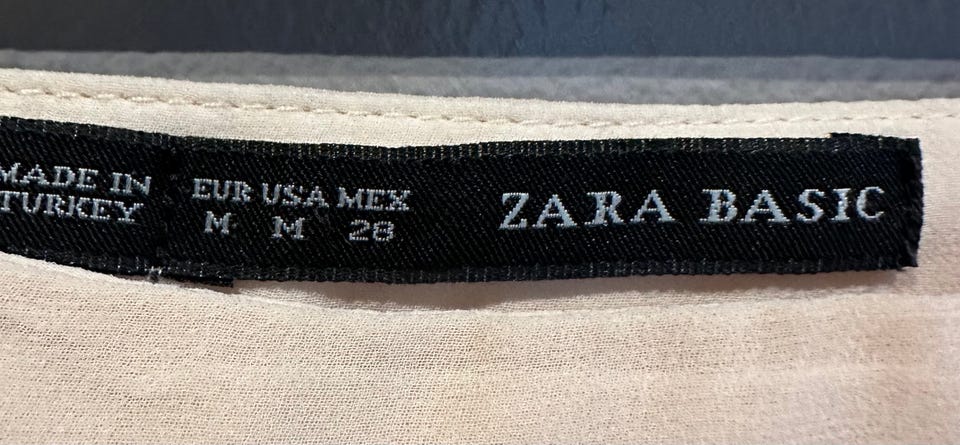 MADE IN
TURKEY
EUR USA MEX
M M 28
ZARA BASIC